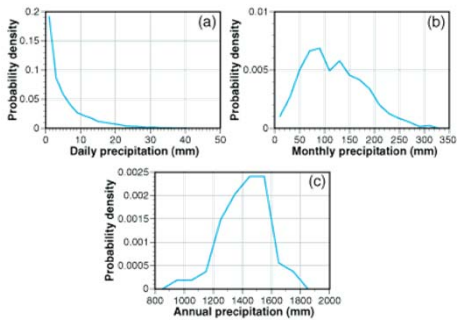 (a)
Probability density
0.2
0.15
0.1
0.05
0
0 10 20 30 40 50
Daily precipitation (mm)
(b)
Probability density
0.01
0.005
0
0 50 100 150 200 250 300 350
Monthly precipitation (mm)
(c)
Probability density
0.0025
0.002
0.0015
0.001
0.0005
0
800 1000 1200 1400 1600 1800 2000
Annual precipitation (mm)